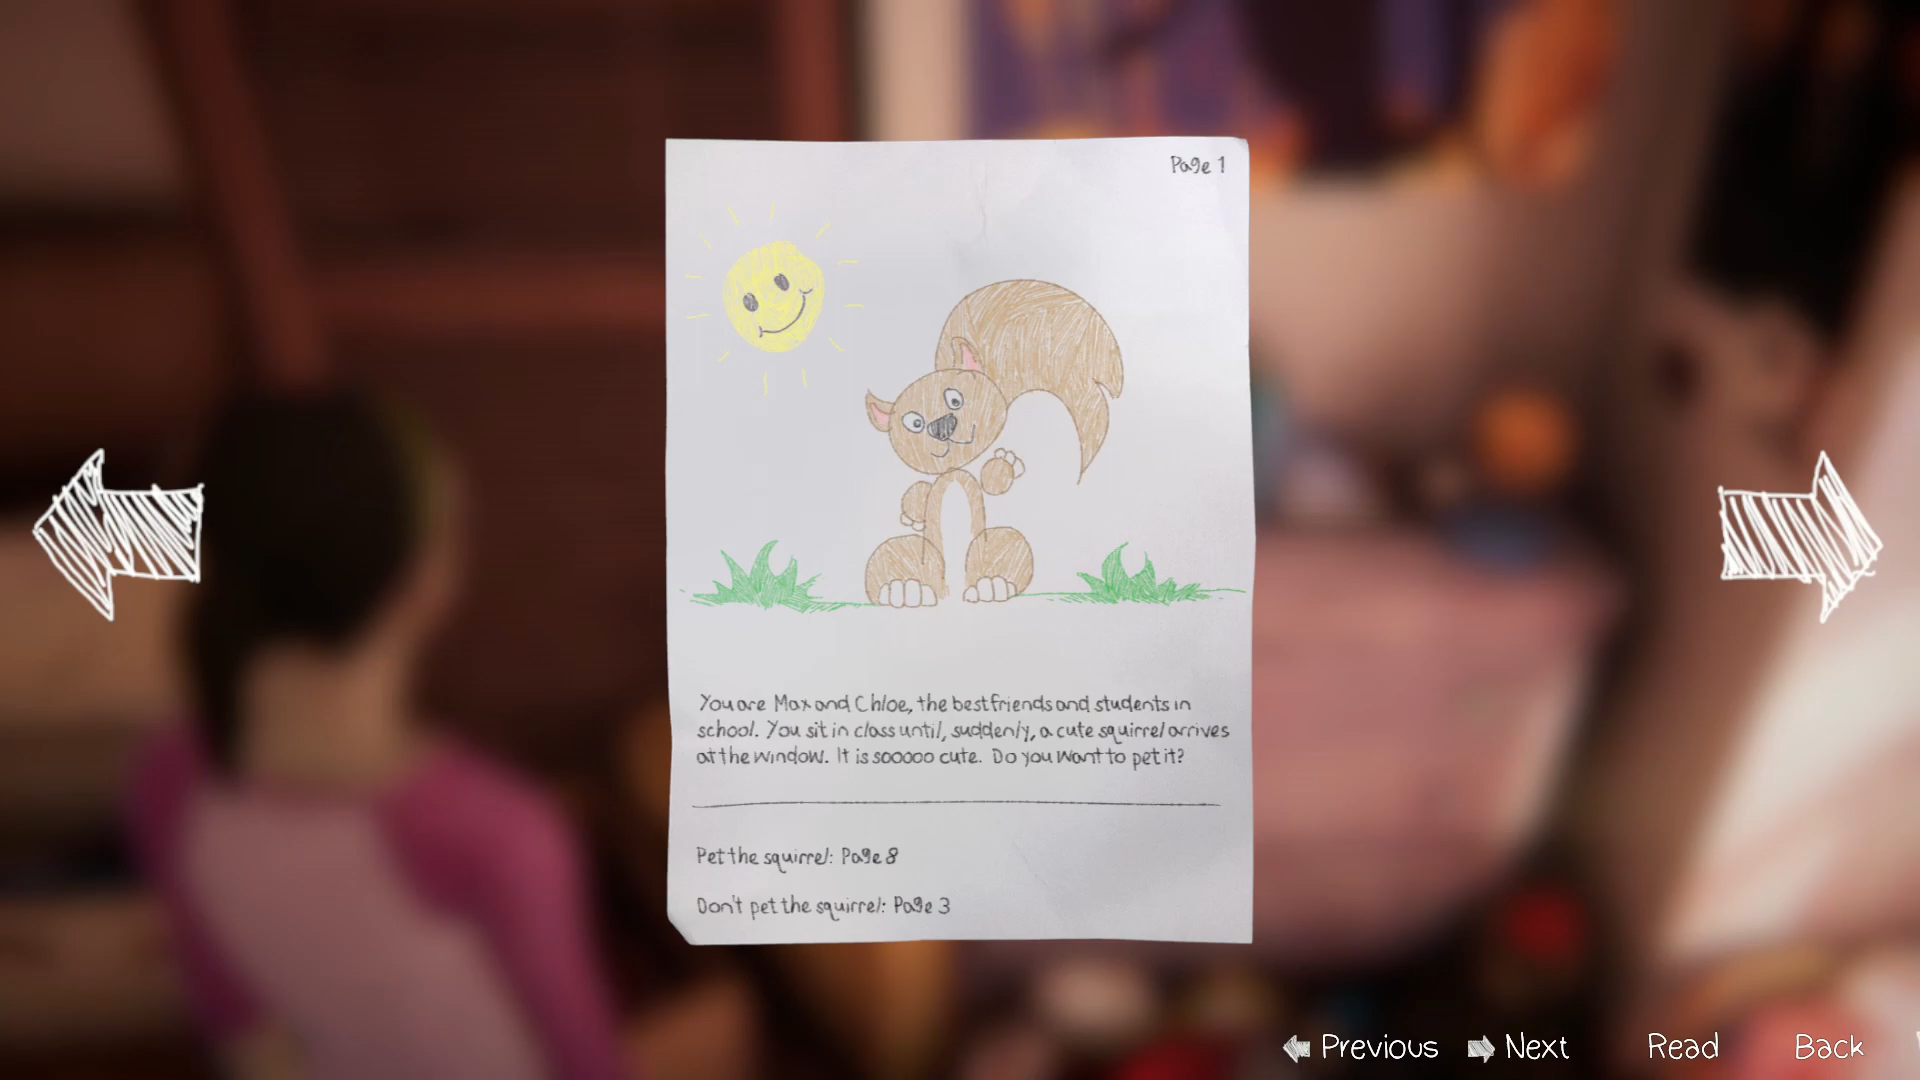 Page 1
You are Max and Chloe, the best friends and students in
school. You sit in class until, suddenly, a cute squirrel arrives
at the window. It is sooooo cute. Do you want to pet it?
Pet the squirrel: Page 8
Don't pet the squirrel: Page 3
Previous
Next
Read
Back